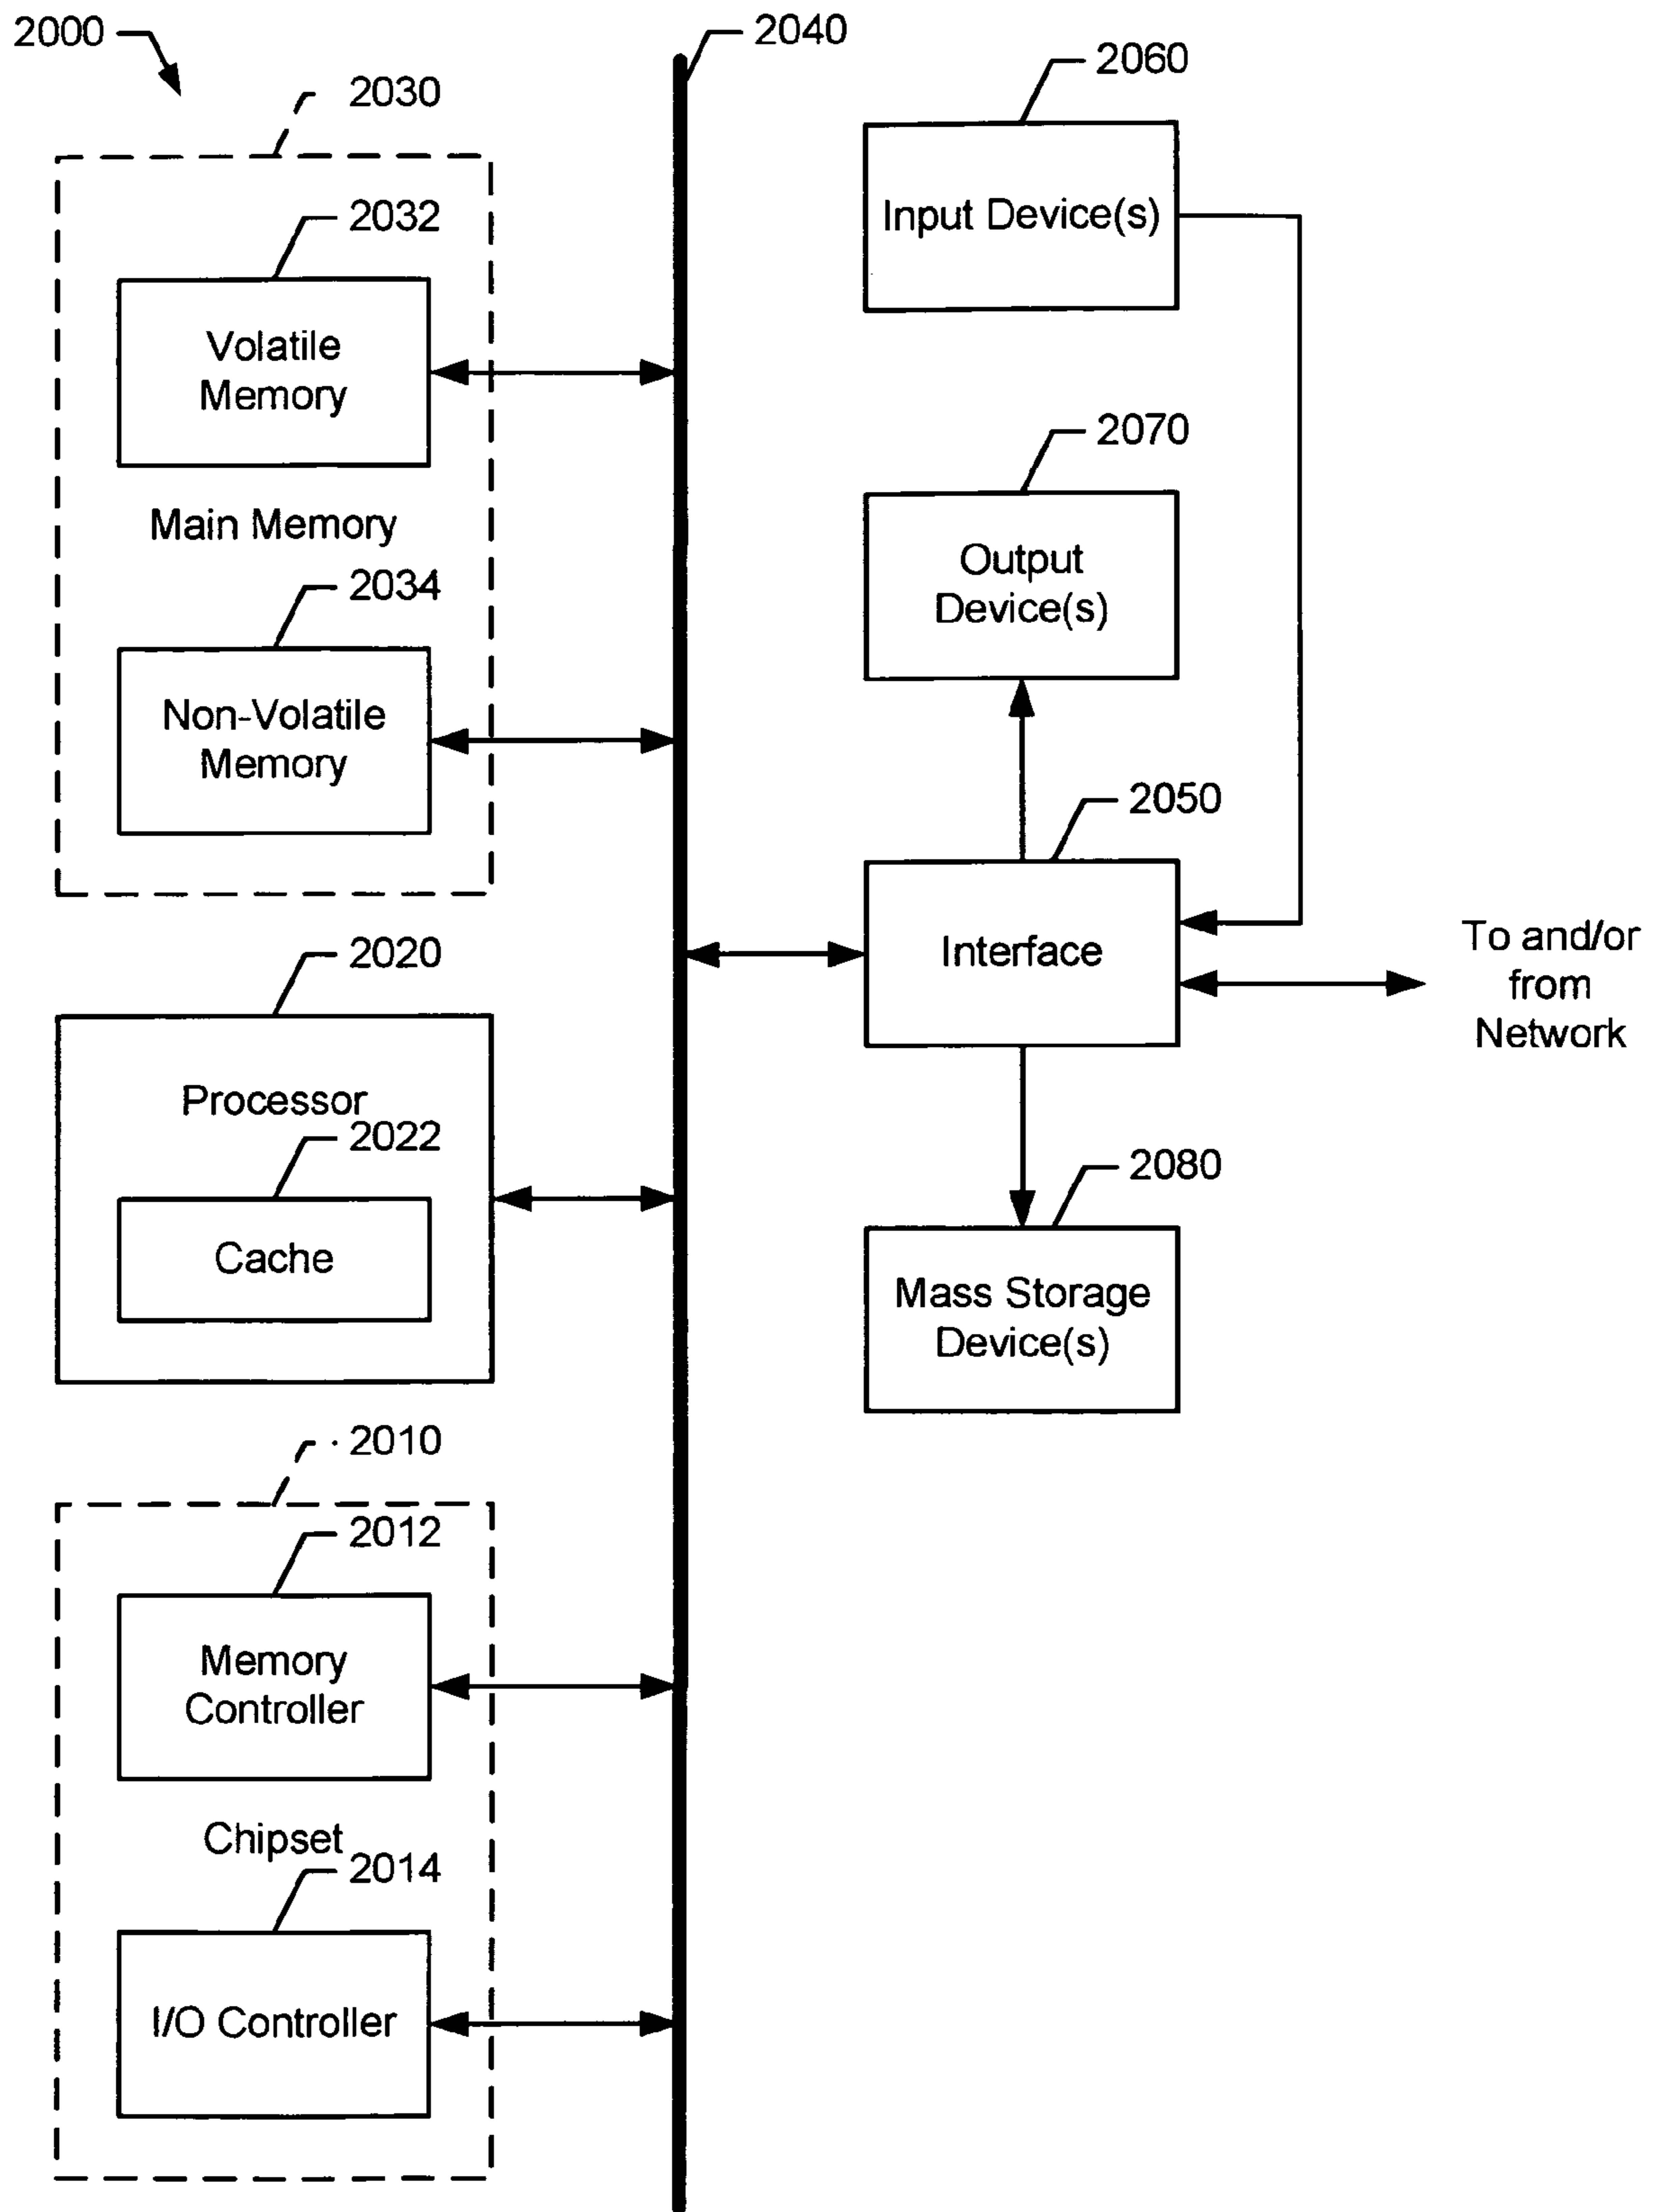 2000
2040
2030
2032
Volatile
Memory
Main Memory
2034
Non-Volatile
Memory
2020
Processor
2022
Cache
2010
2012
Memory
Controller
Chipset
2014
I/O Controller
2060
Input Device(s)
2070
Output
Device(s)
2050
Interface
To and/or
from
Network
2080
Mass Storage
Device(s)